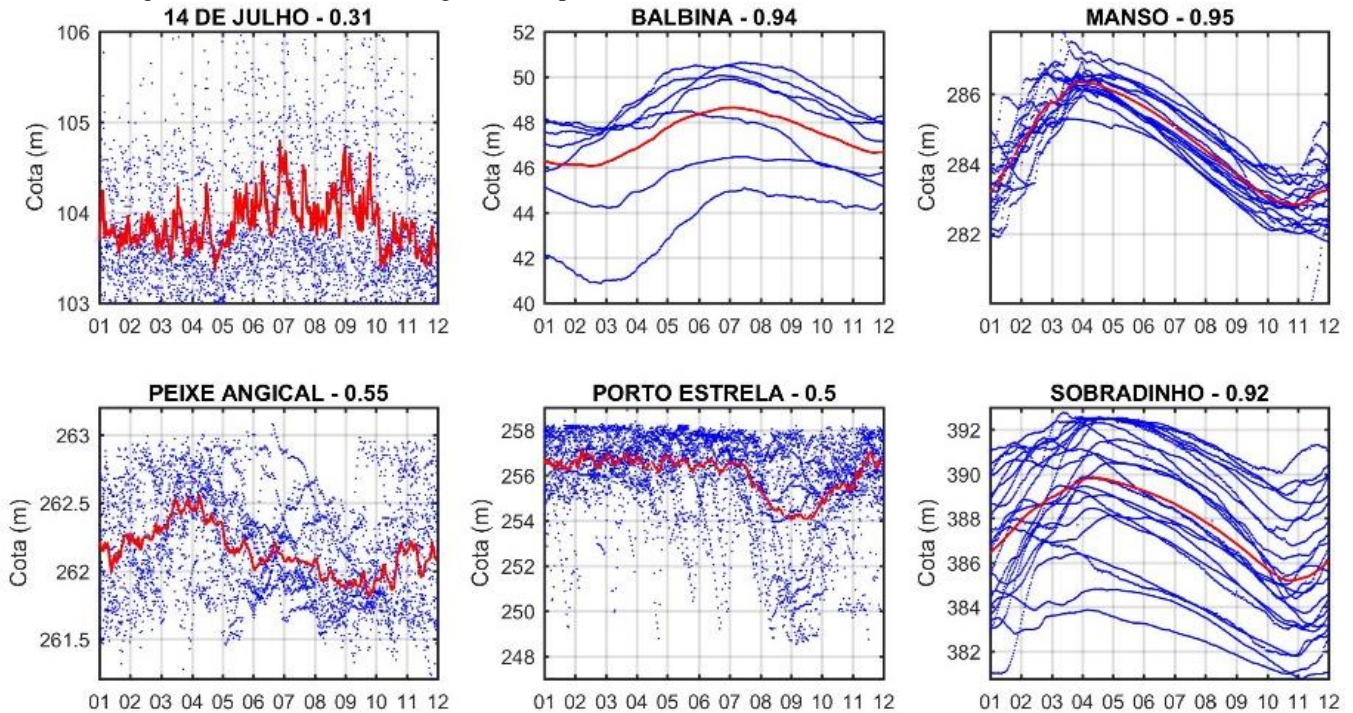 14 DE JULHO - 0.31
106
105
104
103
Cota (m)
01 02 03 04 05 06 07 08 09 10 11 12
BALBINA - 0.94
52
50
48
46
44
42
40
Cota (m)
01 02 03 04 05 06 07 08 09 10 11 12
MANSO - 0.95
286
284
282
Cota (m)
01 02 03 04 05 06 07 08 09 10 11 12
PEIXE ANGICAL - 0.55
263
262.5
262
261.5
Cota (m)
01 02 03 04 05 06 07 08 09 10 11 12
PORTO ESTRELA - 0.5
258
256
254
252
250
248
Cota (m)
01 02 03 04 05 06 07 08 09 10 11 12
SOBRADINHO - 0.92
392
390
388
386
384
382
Cota (m)
01 02 03 04 05 06 07 08 09 10 11 12